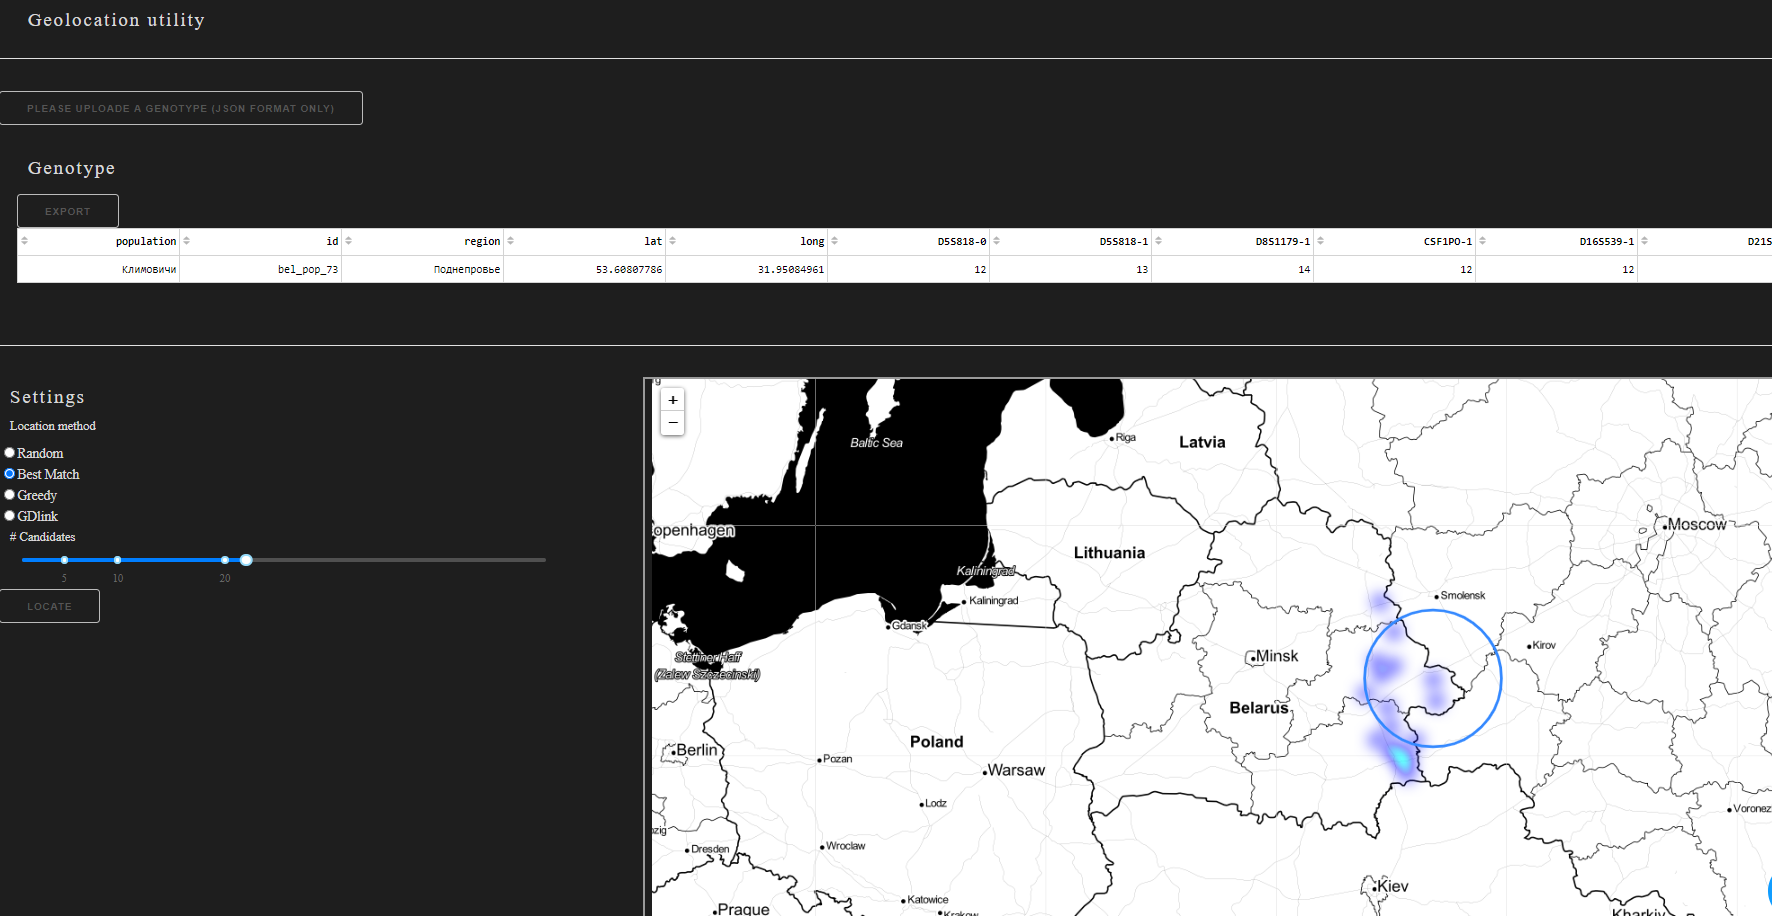 Geolocation utility
PLEASE UPLOADE A GENOTYPE (JSON FORMAT ONLY)
Genotype
EXPORT
population id region lat long D5S818-0 D5S818-1 D8S1179-1 CSF1PO-1 D16S539-1 D21S
Климовичи bel_pop_73 Поднепровье 53.60807786 31.95084961 12 13 14 12 12
Settings
Location method
Random
Best Match
Greedy
GDlink
# Candidates
5 10 20
LOCATE
+
−
Baltic Sea
Riga
Latvia
Moscow
openhagen
Lithuania
Kaliningrad
Kaliningrad
Smolensk
Gdansk
Kirov
Stettiner Haff
(Zalew Szczecinski)
Minsk
Belarus
Poland
Berlin
Pozan
Warsaw
Lodz
Voronez
zig
Dresden
Wroclaw
Kiev
Katowice
Prague
Krakow
Kharkiv